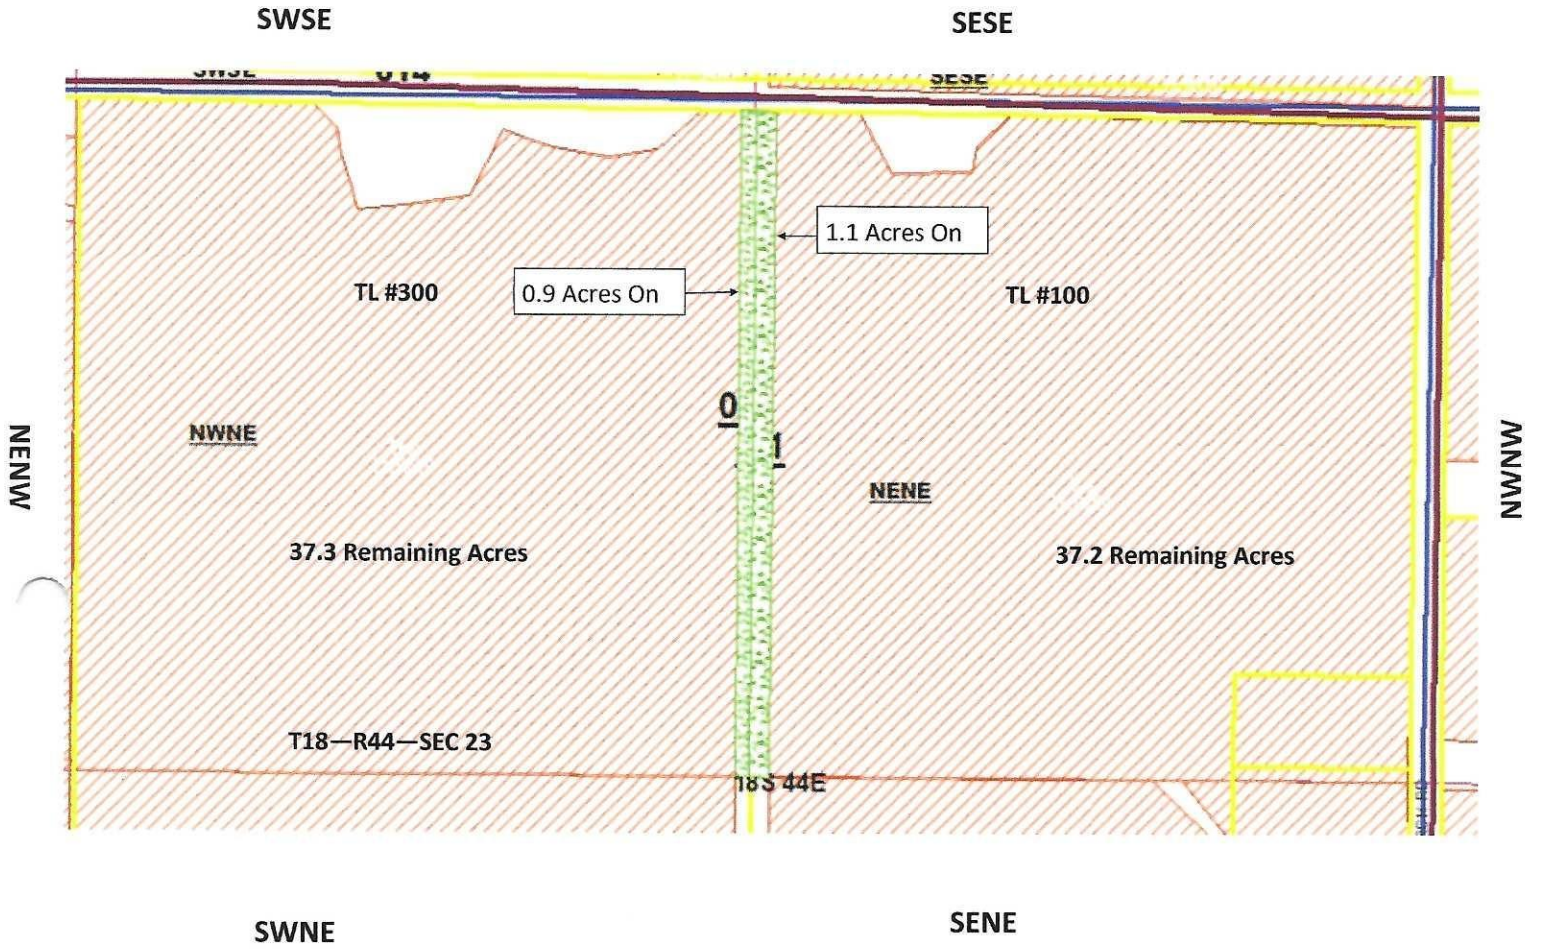 SWSE
SESE
SWSE
SESE
1.1 Acres On
TL #300
0.9 Acres On
TL #100
0
1
NWNE
NENW
NWNW
NENE
37.3 Remaining Acres
37.2 Remaining Acres
T18—R44—SEC 23
18S 44E
SWNE
SENE